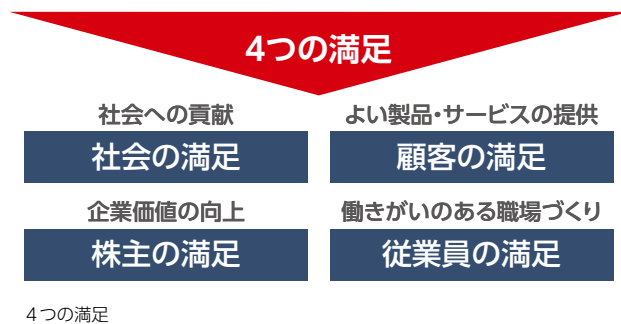 4つの満足
社会への貢献
社会の満足
よい製品・サービスの提供
顧客の満足
企業価値の向上
株主の満足
働きがいのある職場づくり
従業員の満足
４つの満足